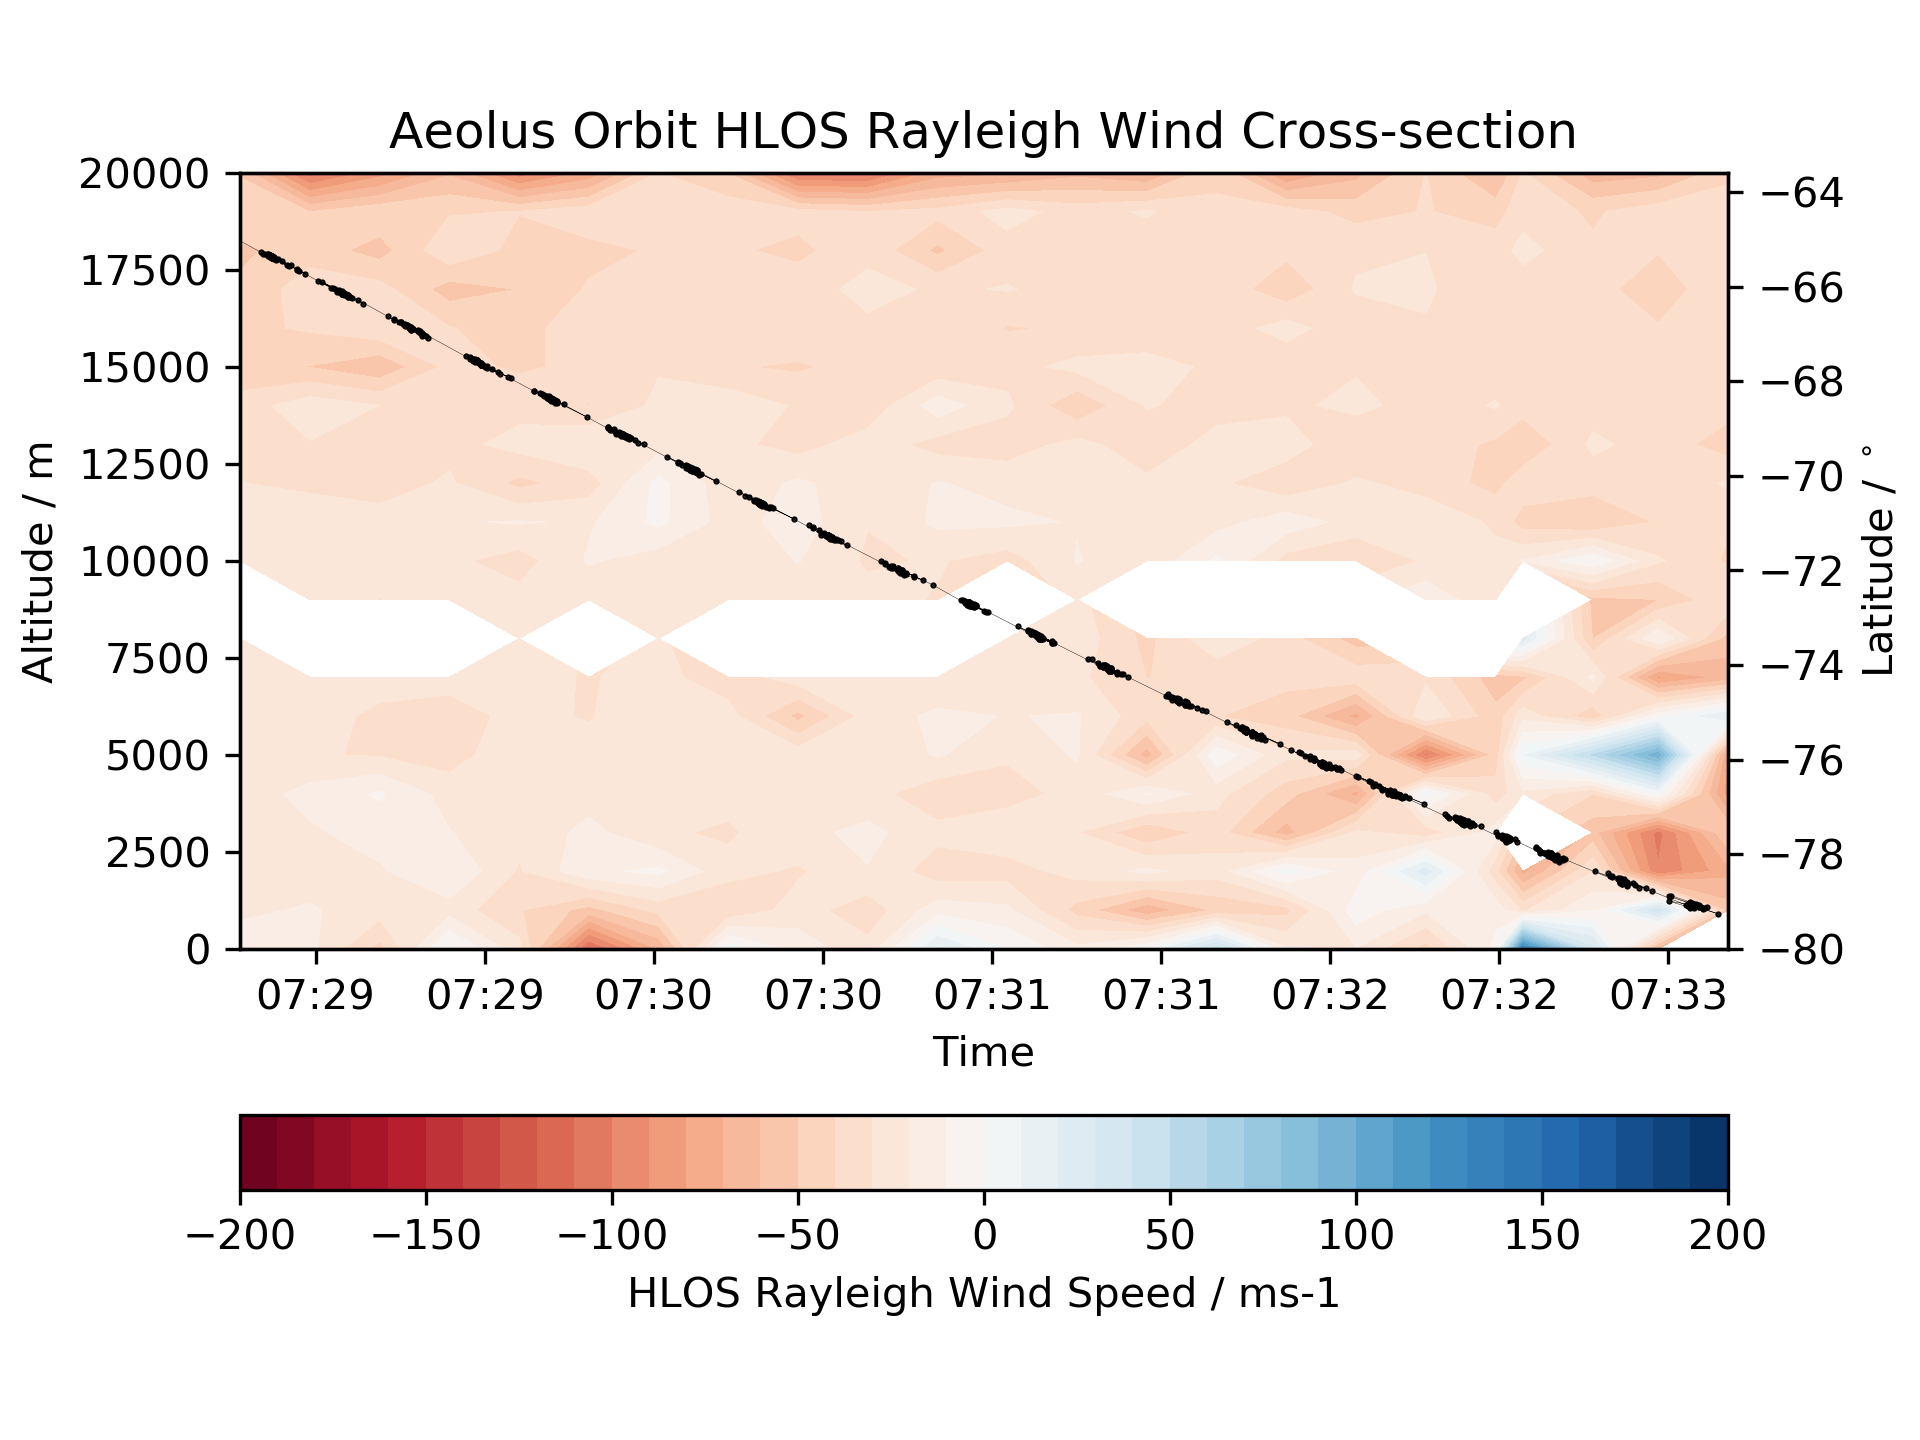 Aeolus Orbit HLOS Rayleigh Wind Cross-section
Altitude / m
20000
17500
15000
12500
10000
7500
5000
2500
0
−64
−66
−68
−70
−72
−74
−76
−78
−80
Latitude / °
07:29 07:29 07:30 07:30 07:31 07:31 07:32 07:32 07:33
Time
−200 −150 −100 −50 0 50 100 150 200
HLOS Rayleigh Wind Speed / ms-1